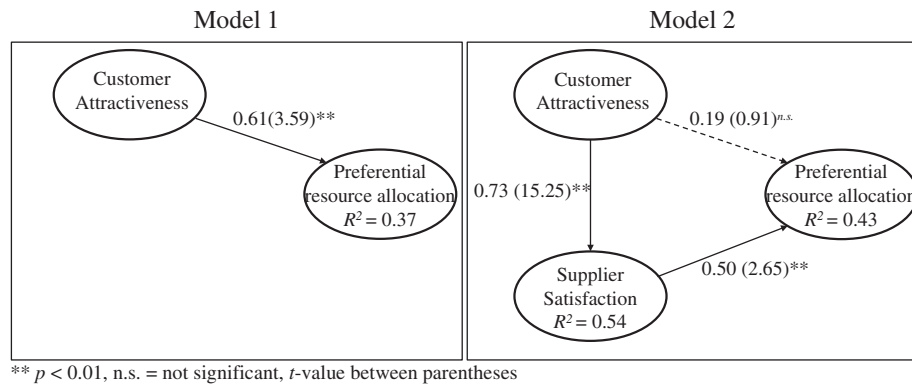 Model 1
Customer
Attractiveness
0.61(3.59)**
Preferential
resource allocation
R² = 0.37
Model 2
Customer
Attractiveness
0.19 (0.91)n.s.
0.73 (15.25)**
Preferential
resource allocation
R² = 0.43
0.50 (2.65)**
Supplier
Satisfaction
R² = 0.54
** p < 0.01, n.s. = not significant, t-value between parentheses